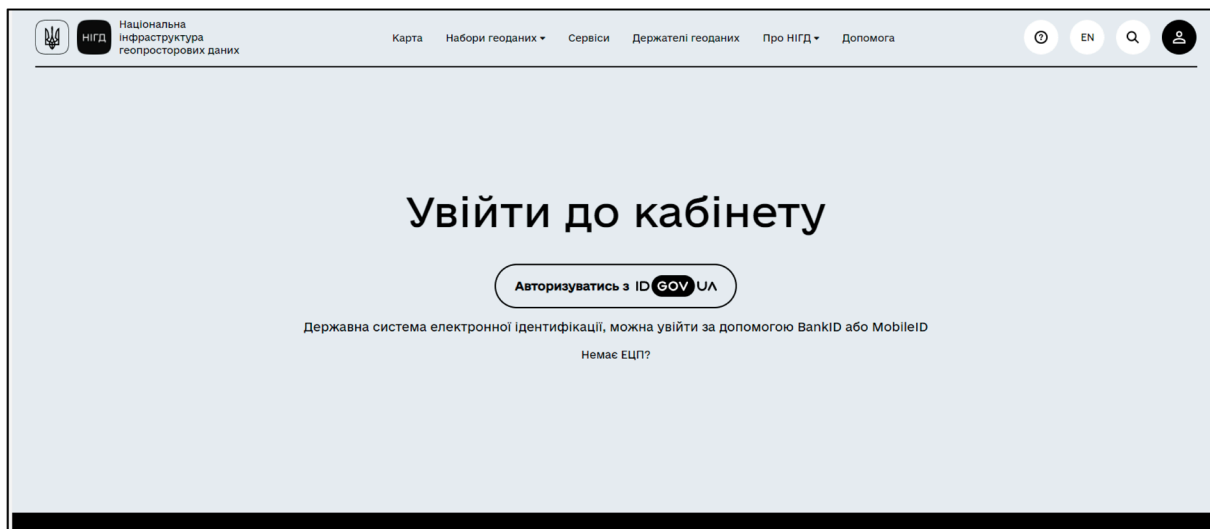 НІГД
Національна
інфраструктура
геопросторових даних
Карта Набори геоданих Сервіси Держателі геоданих Про НІГД Допомога
EN
Увійти до кабінету
Авторизуватись з ID GOV UA
Державна система електронної ідентифікації, можна увійти за допомогою BankID або MobileID
Немає ЕЦП?